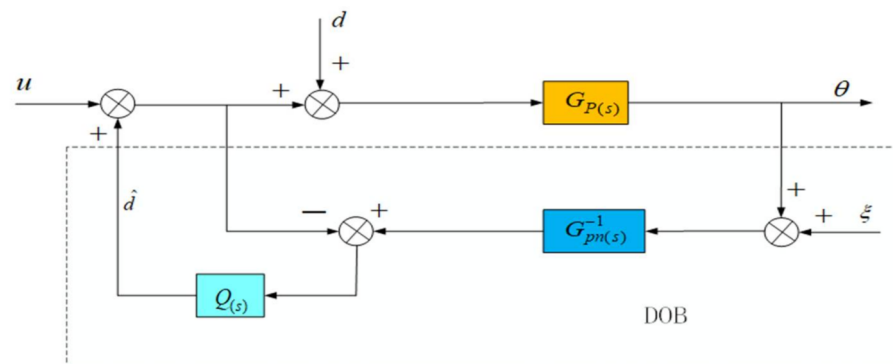 d
+
u
+
G_{P(s)}
θ
+
d̂
−
+
+
+
ξ
G_{pn(s)}^{-1}
Q_{(s)}
DOB